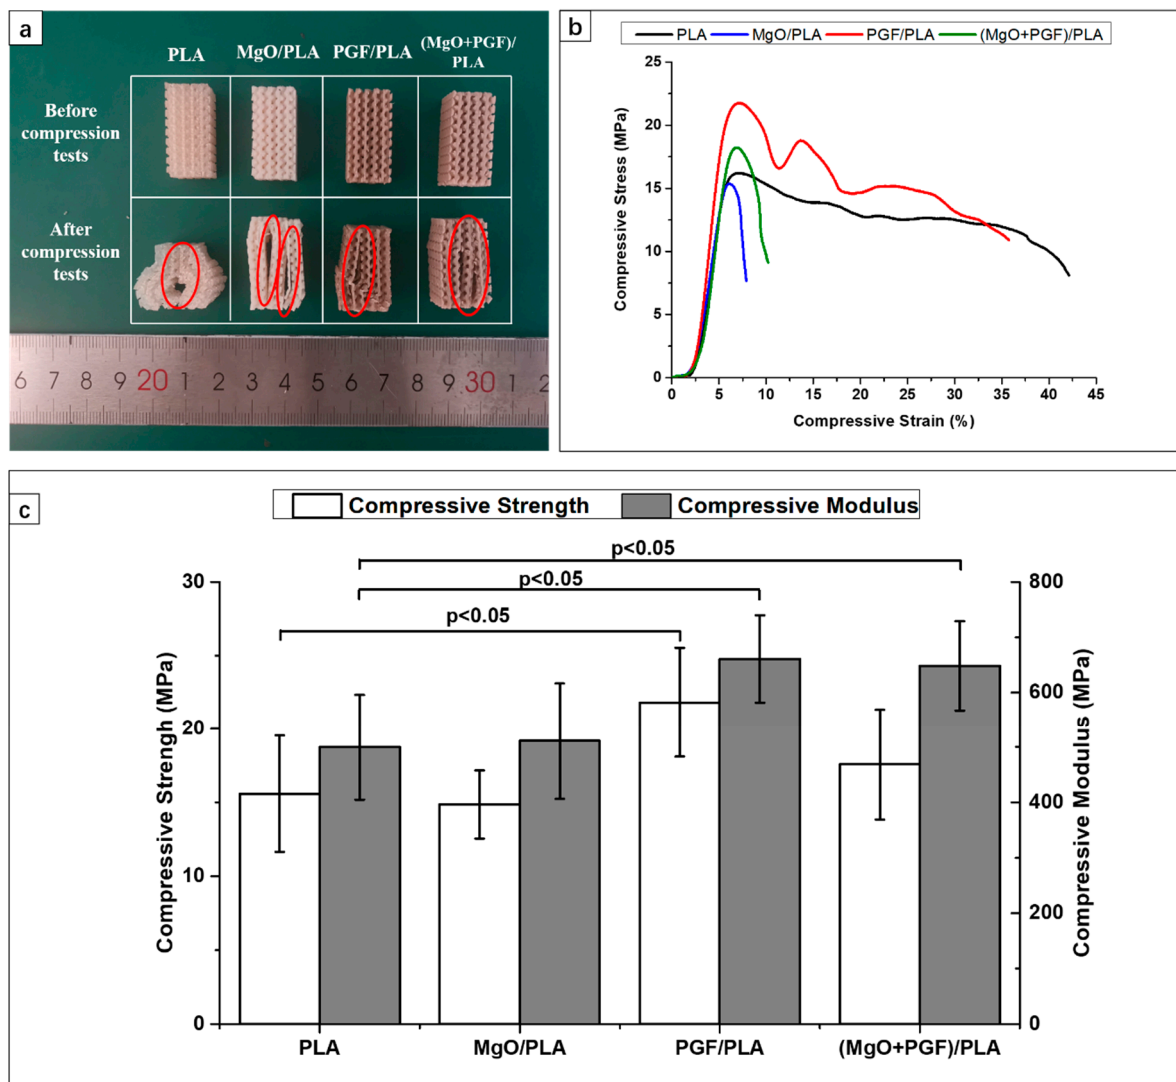 a
PLA
MgO/PLA
PGF/PLA
(MgO+PGF)/
PLA
Before
compression
tests
After
compression
tests
6 7 8 9 20 1 2 3 4 5 6 7 8 9 30 1 2
b
PLA MgO/PLA PGF/PLA (MgO+PGF)/PLA
Compressive Stress (MPa)
25
20
15
10
5
0
0 5 10 15 20 25 30 35 40 45
Compressive Strain (%)
c
Compressive Strength Compressive Modulus
p<0.05
p<0.05
p<0.05
Compressive Strengh (MPa)
30
20
10
0
800
600
400
200
0
Compressive Modulus (MPa)
PLA MgO/PLA PGF/PLA (MgO+PGF)/PLA